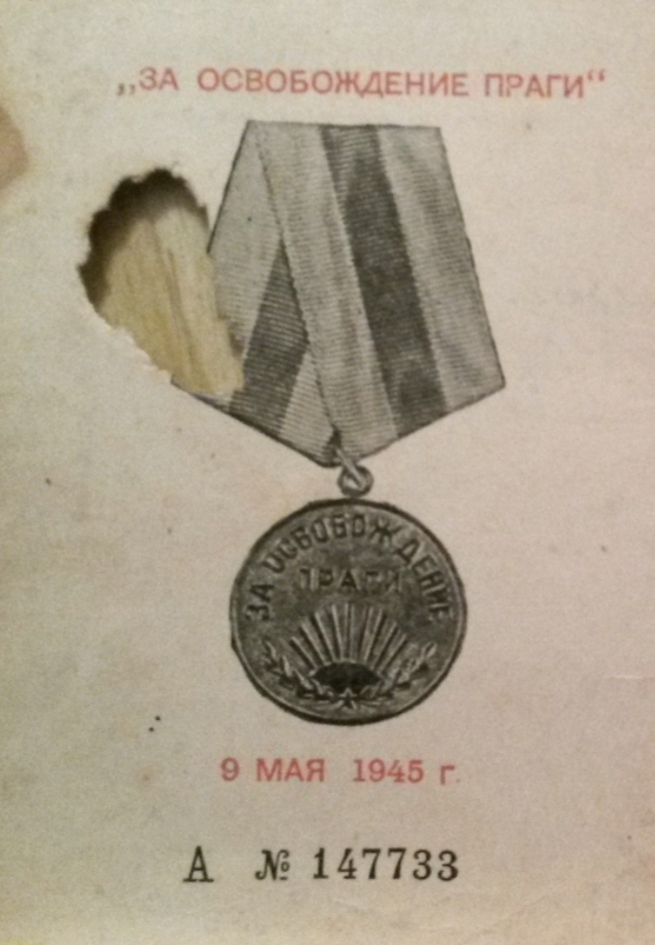 „ЗА ОСВОБОЖДЕНИЕ ПРАГИ“
ЗА ОСВОБОЖДЕНИЕ
ПРАГИ
9 МАЯ 1945 г.
А № 147733